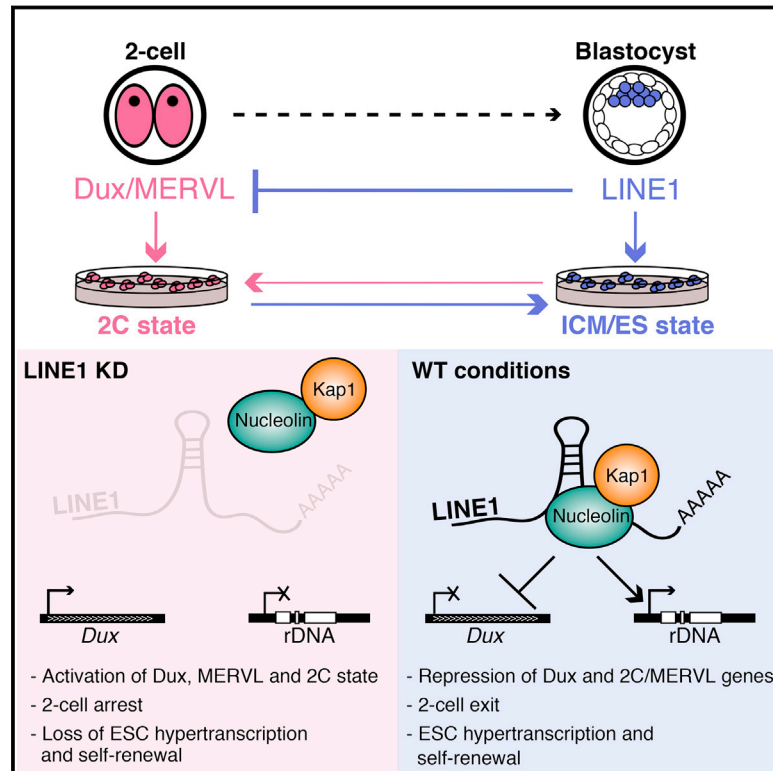 2-cell
Blastocyst
Dux/MERVL
LINE1
2C state
ICM/ES state
LINE1 KD
Kap1
Nucleolin
LINE1
AAAAA
Dux
rDNA
- Activation of Dux, MERVL and 2C state
- 2-cell arrest
- Loss of ESC hypertranscription
and self-renewal
WT conditions
Kap1
Nucleolin
LINE1
AAAAA
Dux
rDNA
- Repression of Dux and 2C/MERVL genes
- 2-cell exit
- ESC hypertranscription and
self-renewal